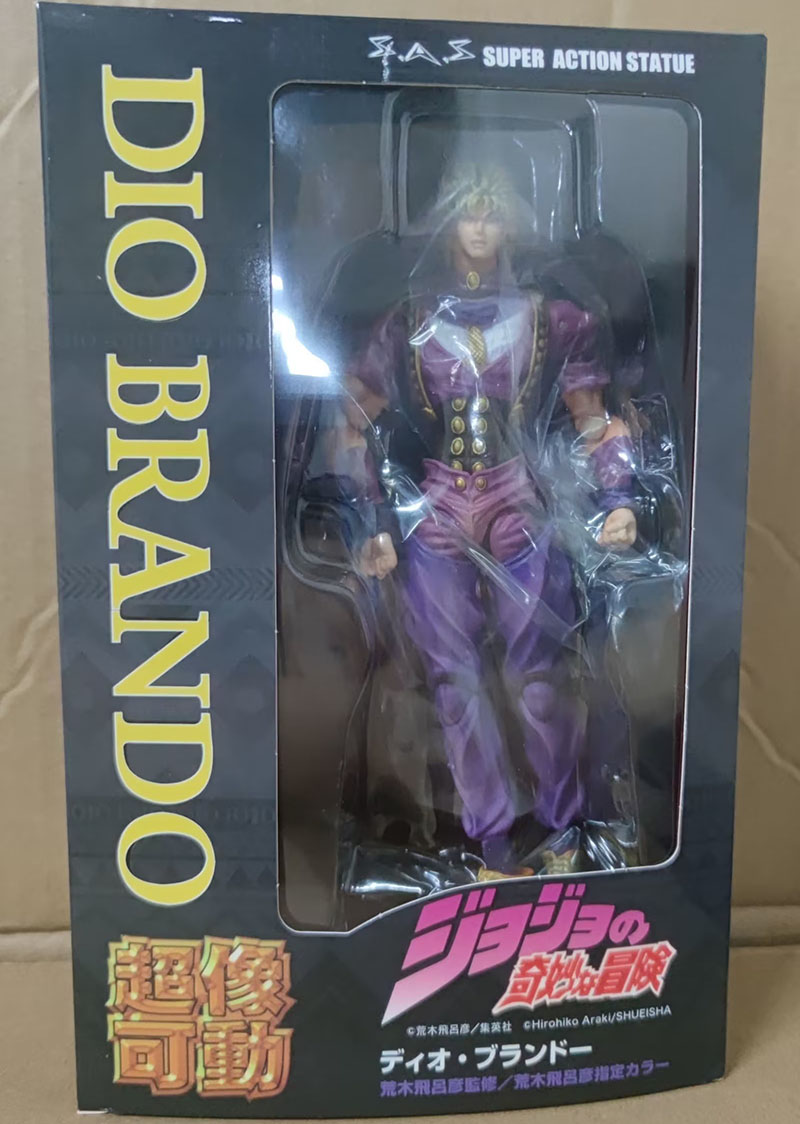 S.A.S SUPER ACTION STATUE
DIO BRANDO
超像
可動
ジョジョの
奇妙な冒険
©荒木飛呂彦/集英社 ©Hirohiko Araki/SHUEISHA
ディオ・ブランドー
荒木飛呂彦監修/荒木飛呂彦指定カラー